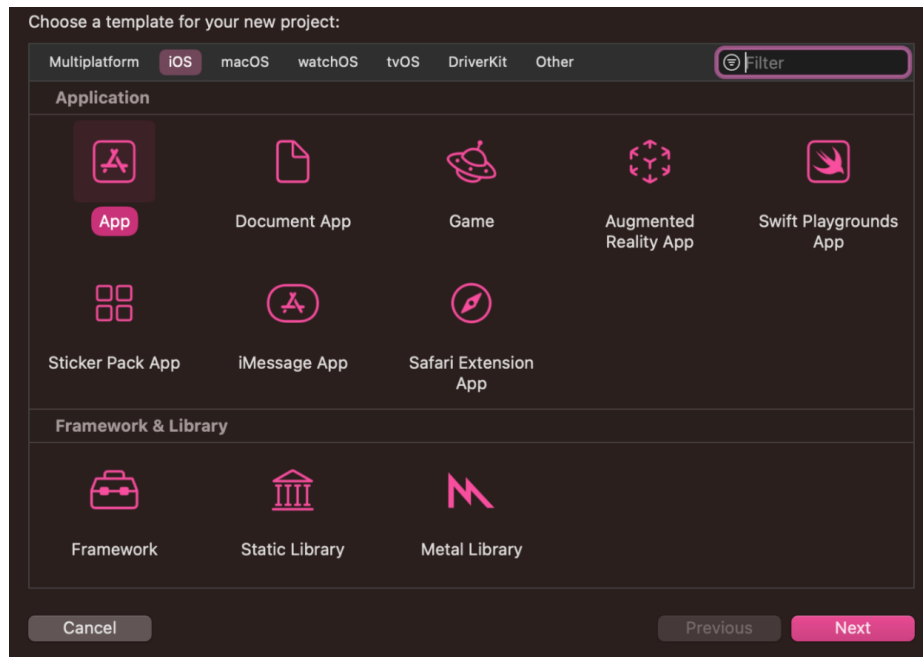 Choose a template for your new project:
Multiplatform iOS macOS watchOS tvOS DriverKit Other Filter
Application
App Document App Game Augmented Reality App Swift Playgrounds App
Sticker Pack App iMessage App Safari Extension App
Framework & Library
Framework Static Library Metal Library
Cancel Previous Next